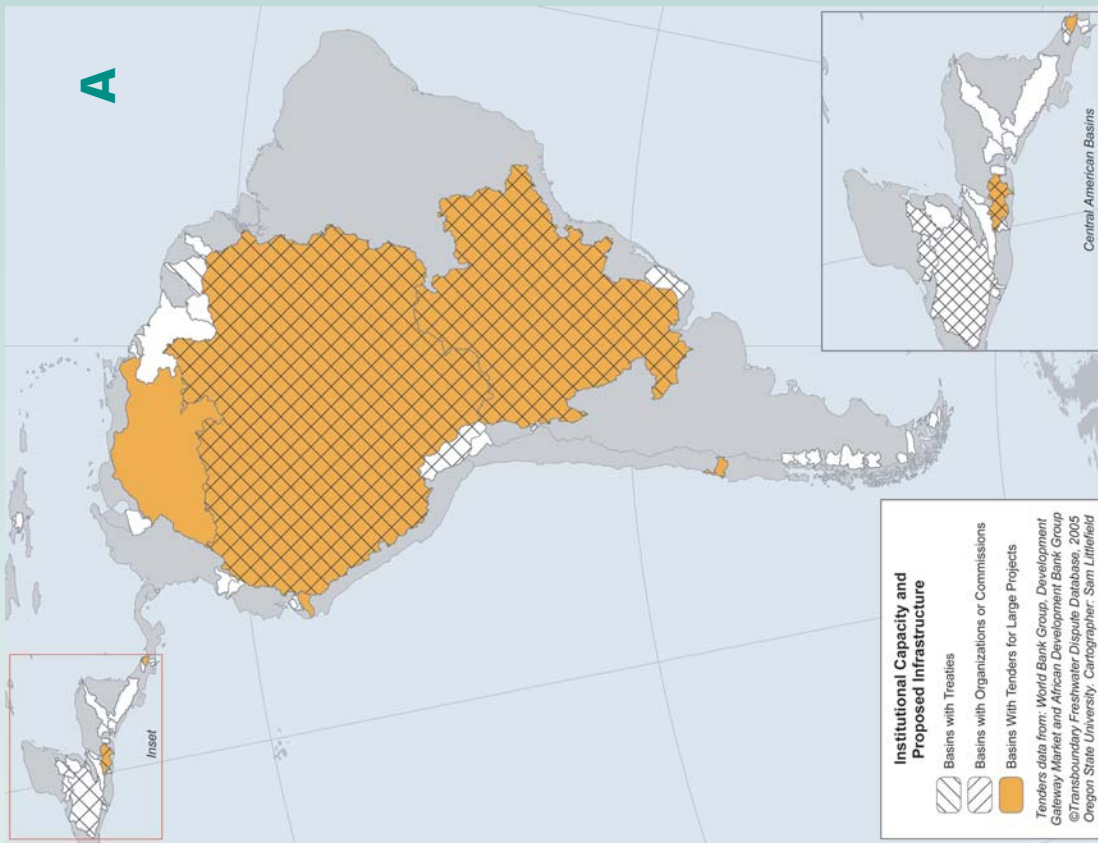 A
Inset
Central American Basins
Institutional Capacity and
Proposed Infrastructure
Basins with Treaties
Basins with Organizations or Commissions
Basins With Tenders for Large Projects
Tenders data from: World Bank Group, Development
Gateway Market and African Development Bank Group
©Transboundary Freshwater Dispute Database, 2005
Oregon State University. Cartographer: Sam Littlefield